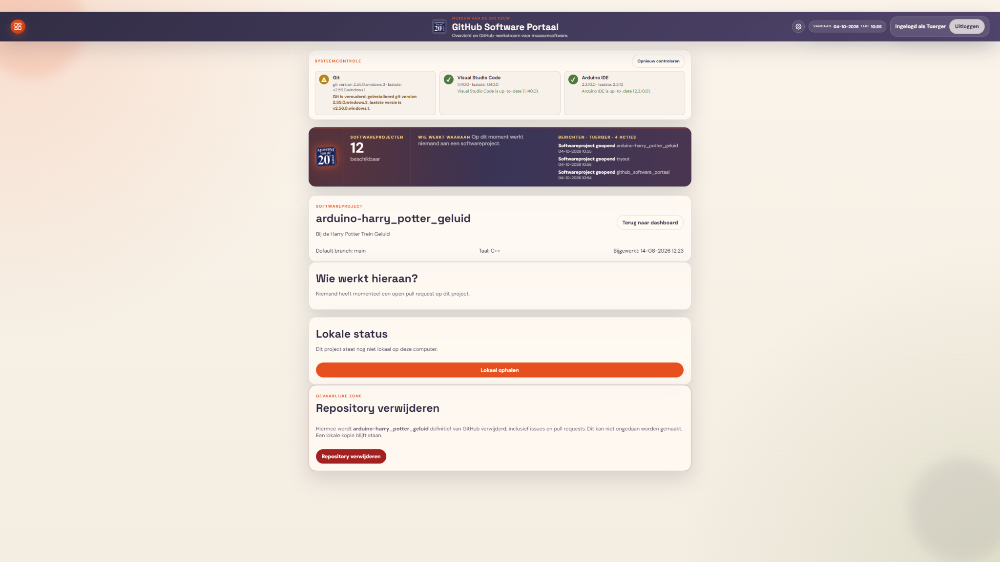 MUSEUM VAN DE 20E EEUW
GitHub Software Portaal
Overzicht en GitHub-werkstroom voor museumsoftware.
VANDAAG 04-10-2026 TIJD 10:55
Ingelogd als Tuerger
Uitloggen
SYSTEEMCONTROLE
Opnieuw controleren
Git
git version 2.55.0.windows.3 · laatste:
v2.56.0.windows.1
Git is verouderd: geinstalleerd git version
2.55.0.windows.3, laatste versie is
v2.56.0.windows.1.
Visual Studio Code
1.140.0 · laatste: 1.140.0
Visual Studio Code is up-to-date (1.140.0).
Arduino IDE
2.3.10.0 · laatste: 2.3.10
Arduino IDE is up-to-date (2.3.10.0).
MuseuM
van de
20e
eeuw
SOFTWAREPROJECTEN
12
beschikbaar
WIE WERKT WAARAAN Op dit moment werkt
niemand aan een softwareproject.
BERICHTEN · TUERGER · 4 ACTIES
Softwareproject geopend arduino-harry_potter_geluid
04-10-2026 10:55
Softwareproject geopend tryout
04-10-2026 10:55
Softwareproject geopend github_software_portaal
04-10-2026 10:54
SOFTWAREPROJECT
arduino-harry_potter_geluid
Terug naar dashboard
Bij de Harry Potter Trein Geluid
Default branch: main
Taal: C++
Bijgewerkt: 14-08-2026 12:23
Wie werkt hieraan?
Niemand heeft momenteel een open pull request op dit project.
Lokale status
Dit project staat nog niet lokaal op deze computer.
Lokaal ophalen
GEVAARLIJKE ZONE
Repository verwijderen
Hiermee wordt arduino-harry_potter_geluid definitief van GitHub verwijderd, inclusief issues en pull requests. Dit kan niet ongedaan worden gemaakt.
Een lokale kopie blijft staan.
Repository verwijderen